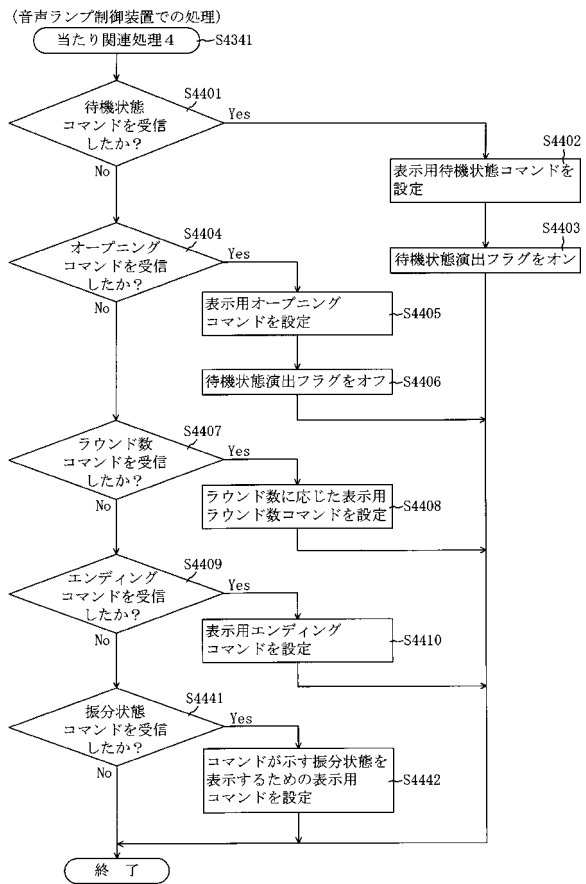 （音声ランプ制御装置での処理）
当たり関連処理４
S4341
待機状態
コマンドを受信
したか？
S4401
Yes
No
S4402
表示用待機状態コマンドを
設定
S4403
待機状態演出フラグをオン
オープニング
コマンドを受信
したか？
S4404
Yes
No
表示用オープニング
コマンドを設定
S4405
待機状態演出フラグをオフ
S4406
ラウンド数
コマンドを受信
したか？
S4407
Yes
No
ラウンド数に応じた表示用
ラウンド数コマンドを設定
S4408
エンディング
コマンドを受信
したか？
S4409
Yes
No
表示用エンディング
コマンドを設定
S4410
振分状態
コマンドを受信
したか？
S4441
Yes
No
コマンドが示す振分状態を
表示するための表示用
コマンドを設定
S4442
終　了